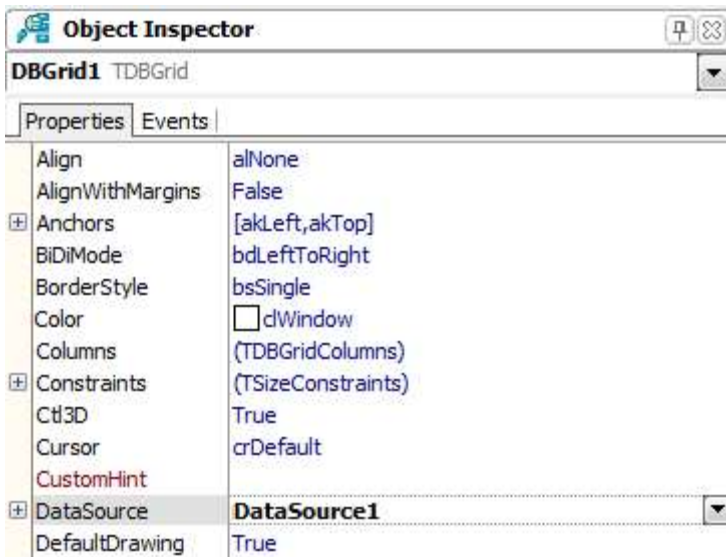 Object Inspector
DBGrid1 TDBGrid
Properties Events
Align alNone
AlignWithMargins False
Anchors [akLeft,akTop]
BiDiMode bdLeftToRight
BorderStyle bsSingle
Color clWindow
Columns (TDBGridColumns)
Constraints (TSizeConstraints)
Ctl3D True
Cursor crDefault
CustomHint
DataSource DataSource1
DefaultDrawing True